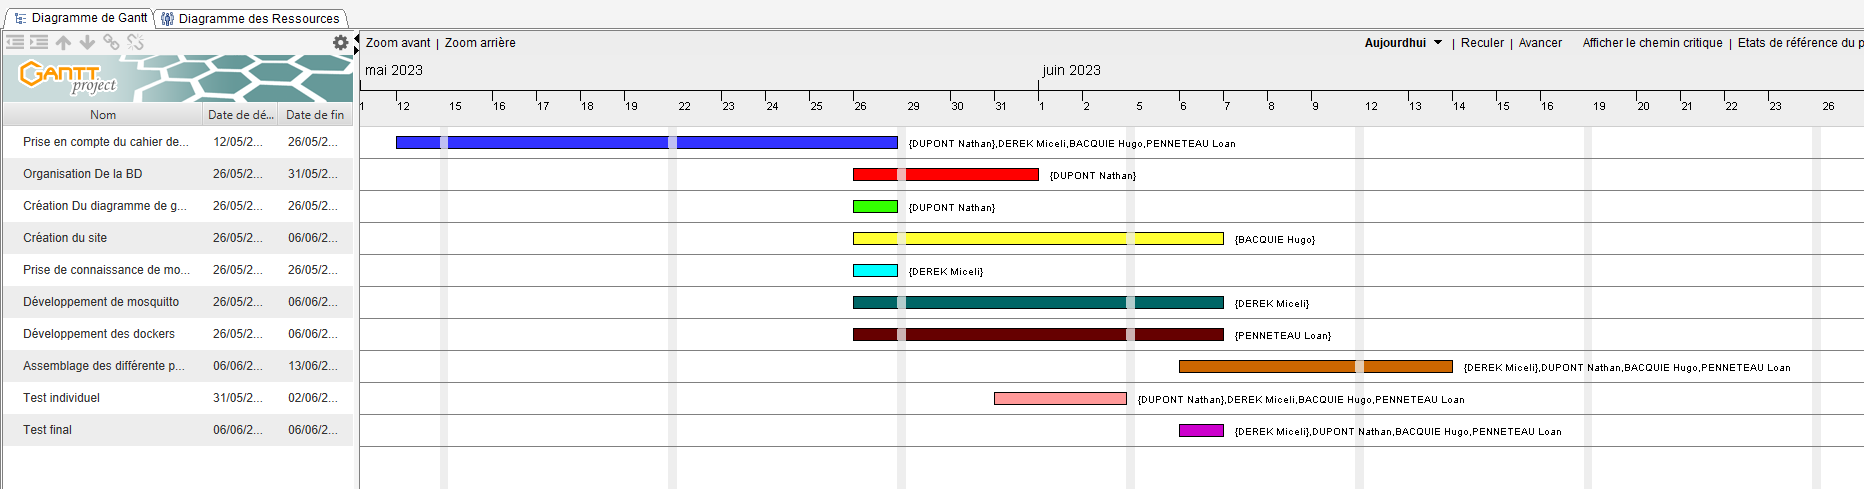 Diagramme de Gantt Diagramme des Ressources
Zoom avant | Zoom arrière Aujourd'hui | Reculer | Avancer Afficher le chemin critique | Etats de référence du p
GANTT project
mai 2023 juin 2023
1 12 15 16 17 18 19 22 23 24 25 26 29 30 31 1 2 5 6 7 8 9 12 13 14 15 16 19 20 21 22 23 26
Nom Date de dé... Date de fin
Prise en compte du cahier de... 12/05/2... 26/05/2... {DUPONT Nathan},DEREK Miceli,BACQUIE Hugo,PENNETEAU Loan
Organisation De la BD 26/05/2... 31/05/2... {DUPONT Nathan}
Création Du diagramme de g... 26/05/2... 26/05/2... {DUPONT Nathan}
Création du site 26/05/2... 06/06/2... {BACQUIE Hugo}
Prise de connaissance de mo... 26/05/2... 26/05/2... {DEREK Miceli}
Développement de mosquitto 26/05/2... 06/06/2... {DEREK Miceli}
Développement des dockers 26/05/2... 06/06/2... {PENNETEAU Loan}
Assemblage des différente p... 06/06/2... 13/06/2... {DEREK Miceli},DUPONT Nathan,BACQUIE Hugo,PENNETEAU Loan
Test individuel 31/05/2... 02/06/2... {DUPONT Nathan},DEREK Miceli,BACQUIE Hugo,PENNETEAU Loan
Test final 06/06/2... 06/06/2... {DEREK Miceli},DUPONT Nathan,BACQUIE Hugo,PENNETEAU Loan